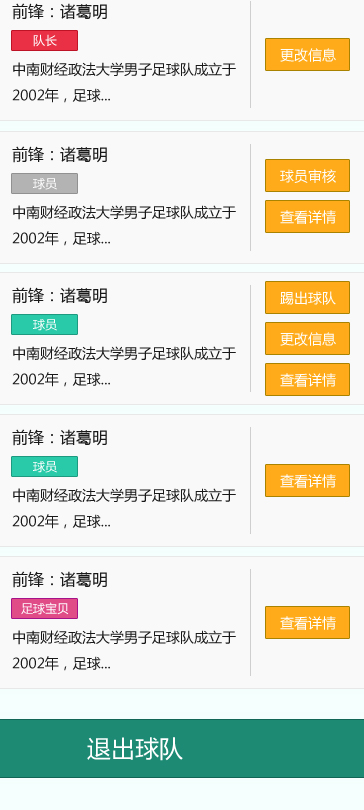 前锋：诸葛明
队长
中南财经政法大学男子足球队成立于
2002年，足球...
更改信息
前锋：诸葛明
球员
中南财经政法大学男子足球队成立于
2002年，足球...
球员审核
查看详情
前锋：诸葛明
球员
中南财经政法大学男子足球队成立于
2002年，足球...
踢出球队
更改信息
查看详情
前锋：诸葛明
球员
中南财经政法大学男子足球队成立于
2002年，足球...
查看详情
前锋：诸葛明
足球宝贝
中南财经政法大学男子足球队成立于
2002年，足球...
查看详情
退出球队